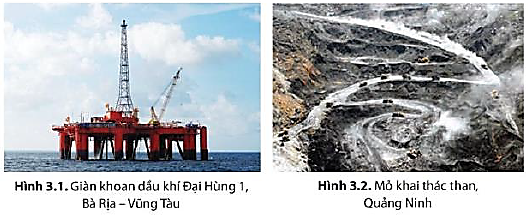 Hình 3.1. Giàn khoan dầu khí Đại Hùng 1,
Bà Rịa – Vũng Tàu
Hình 3.2. Mỏ khai thác than,
Quảng Ninh